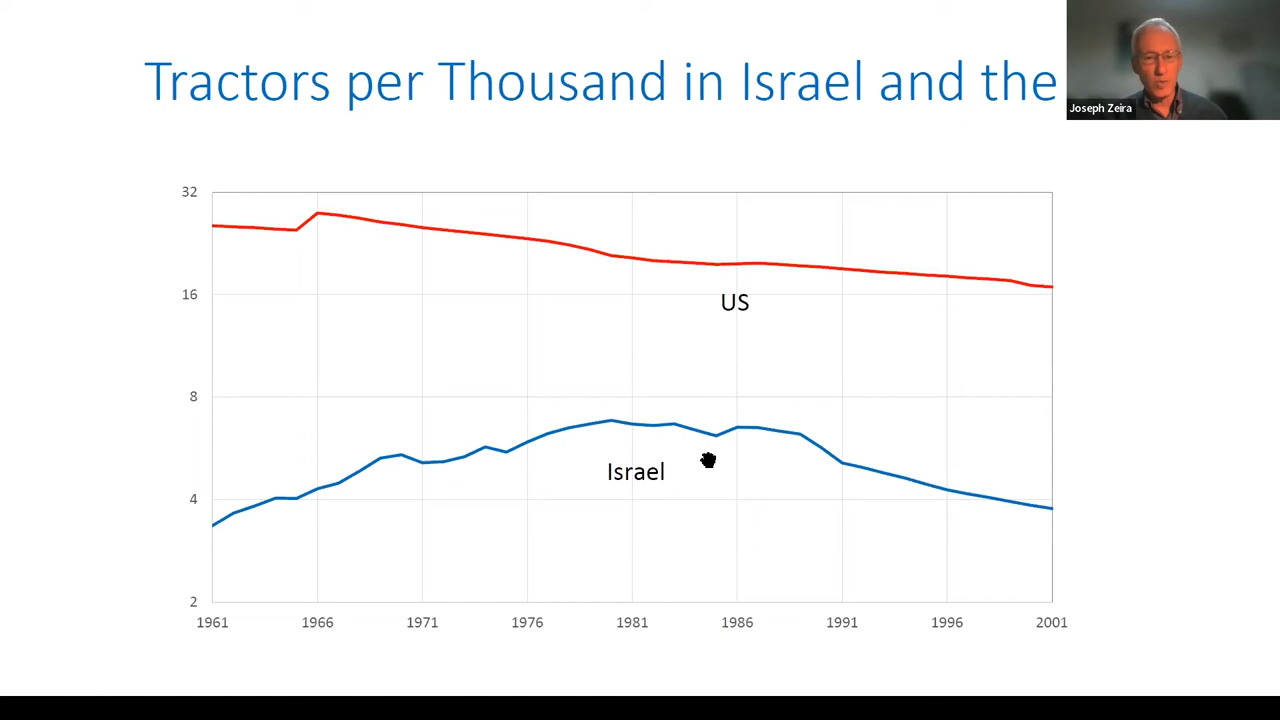 Tractors per Thousand in Israel and the
Joseph Zeira
32
16
US
8
Israel
4
2
1961 1966 1971 1976 1981 1986 1991 1996 2001